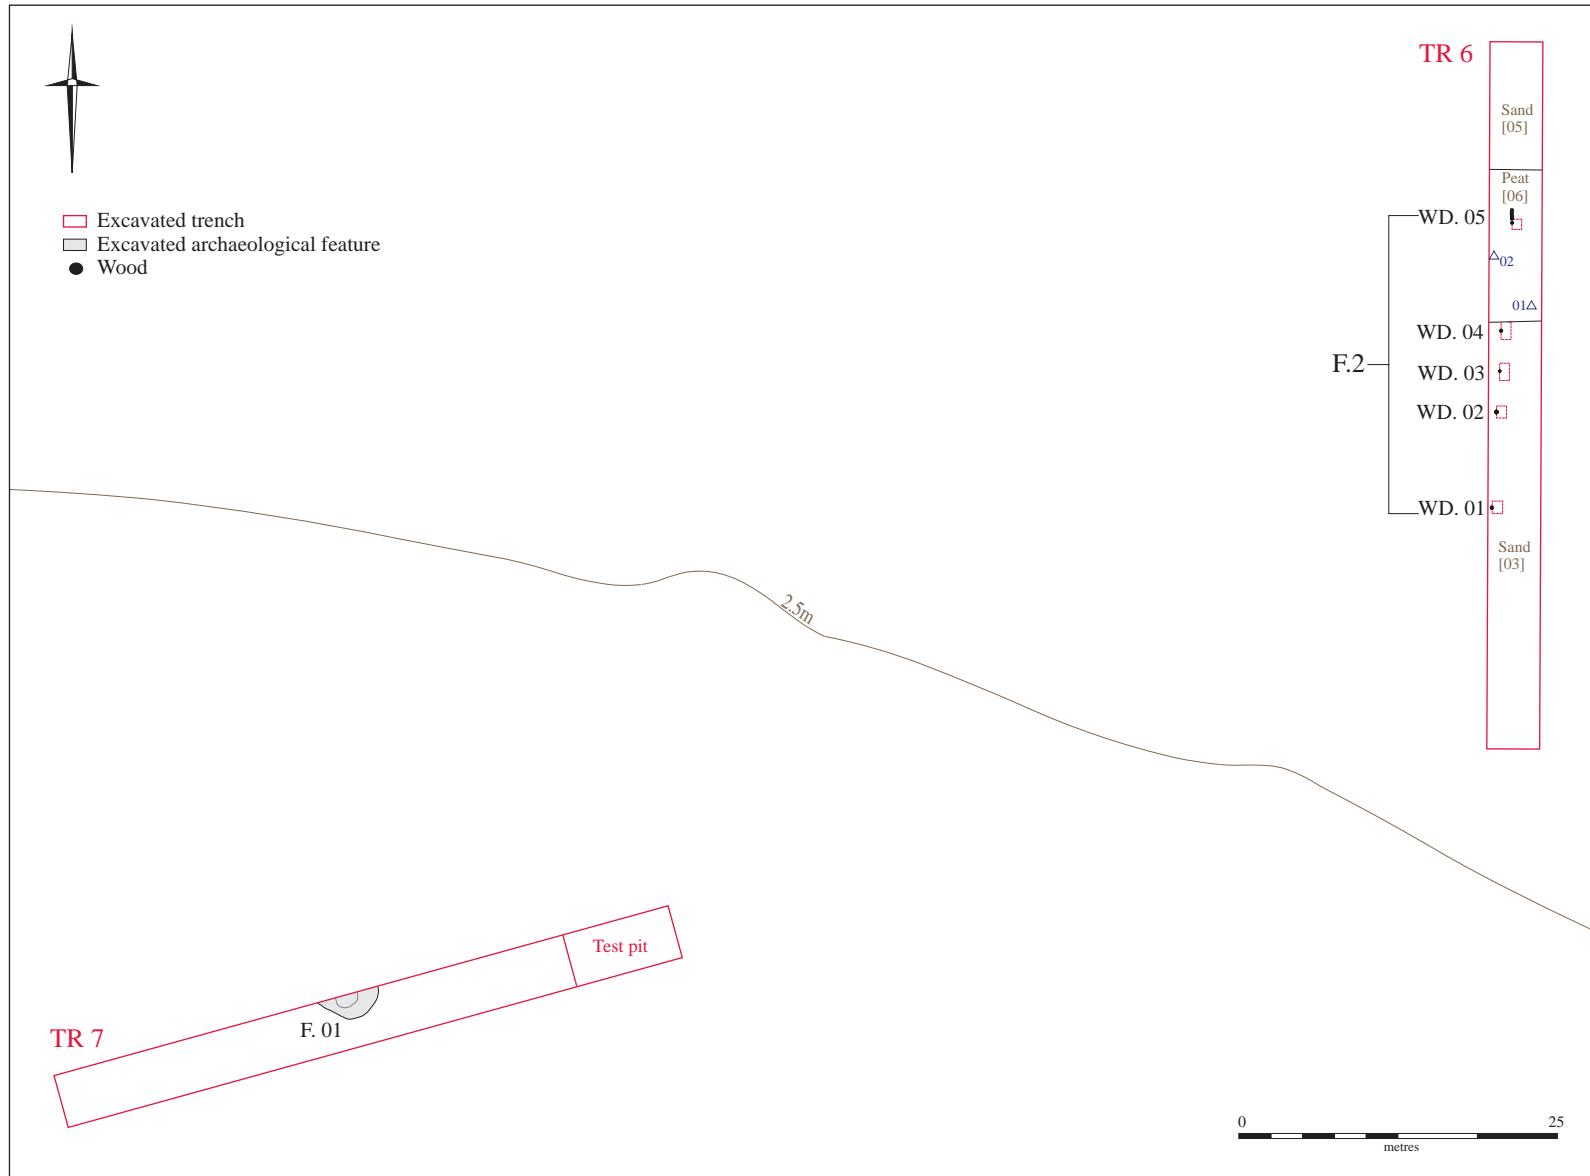 TR 6
Sand
[05]
Peat
[06]
Excavated trench
Excavated archaeological feature
Wood
WD. 05
02
01
WD. 04
F.2
WD. 03
WD. 02
WD. 01
Sand
[03]
2.5m
Test pit
F. 01
TR 7
0 25
metres